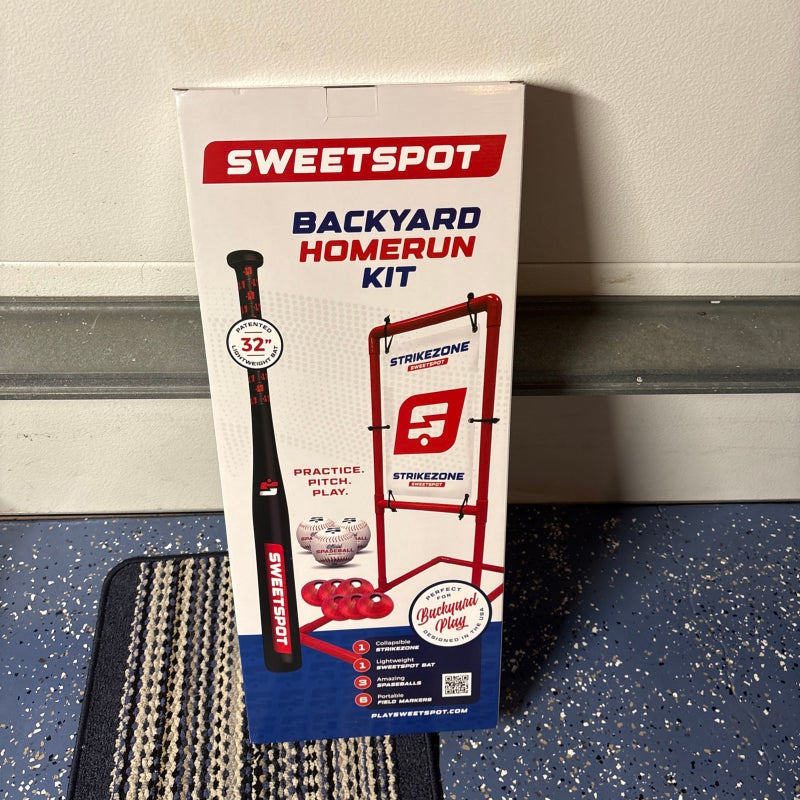 SWEETSPOT
BACKYARD
HOMERUN
KIT
PATENTED
32"
LIGHTWEIGHT BAT
STRIKEZONE
SWEETSPOT
STRIKEZONE
SWEETSPOT
PRACTICE.
PITCH.
PLAY.
Official
SPASEBALL
SWEETSPOT
PERFECT
FOR
Backyard
Play
DESIGNED IN THE USA
1 Collapsible
STRIKEZONE
1 Lightweight
SWEETSPOT BAT
3 Amazing
SPASEBALLS
6 Portable
FIELD MARKERS
PLAYSWEETSPOT.COM